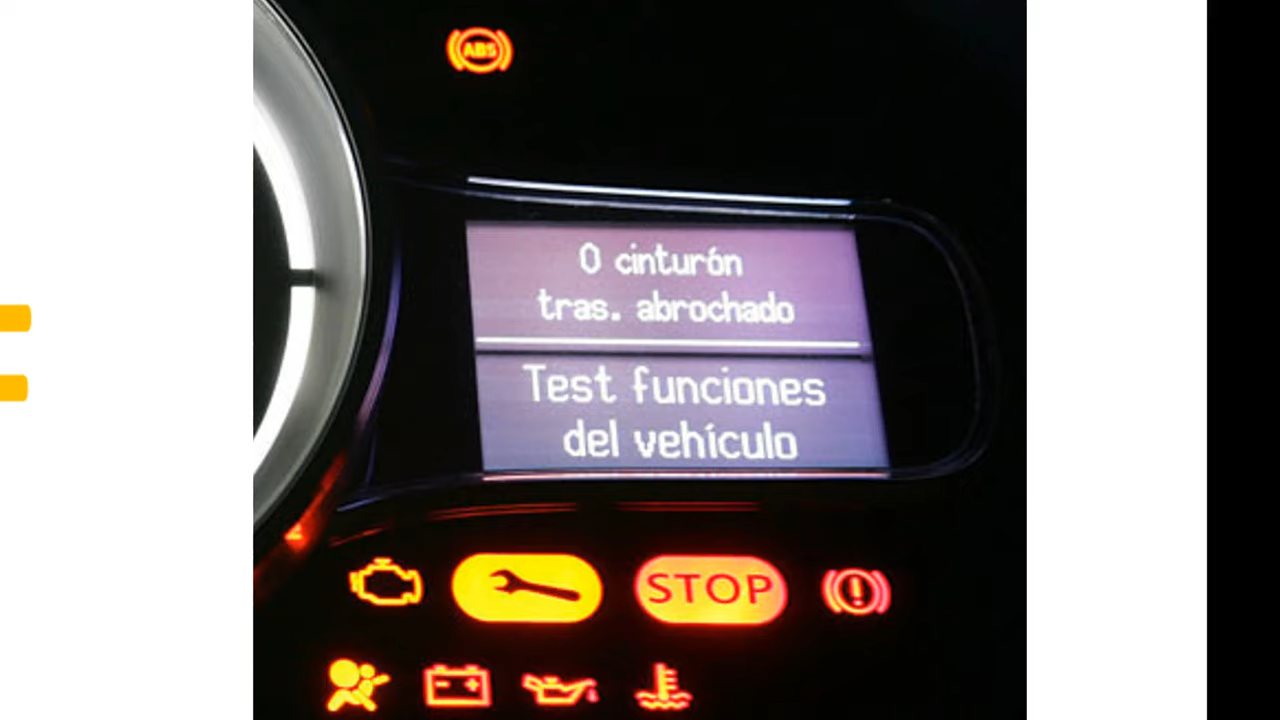 ABS
0 cinturón
tras. abrochado
Test funciones
del vehículo
STOP